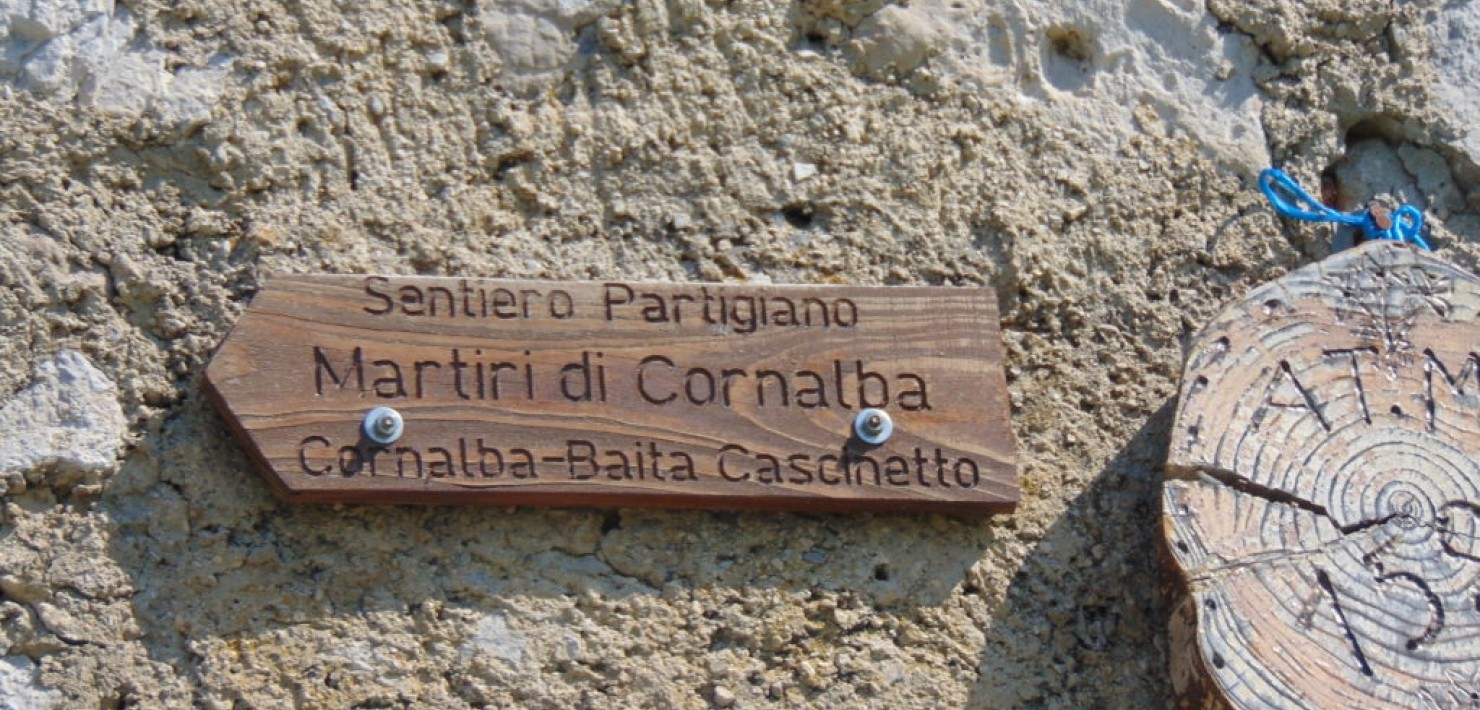 Sentiero Partigiano
Martiri di Cornalba
Cornalba-Baita Cascinetto